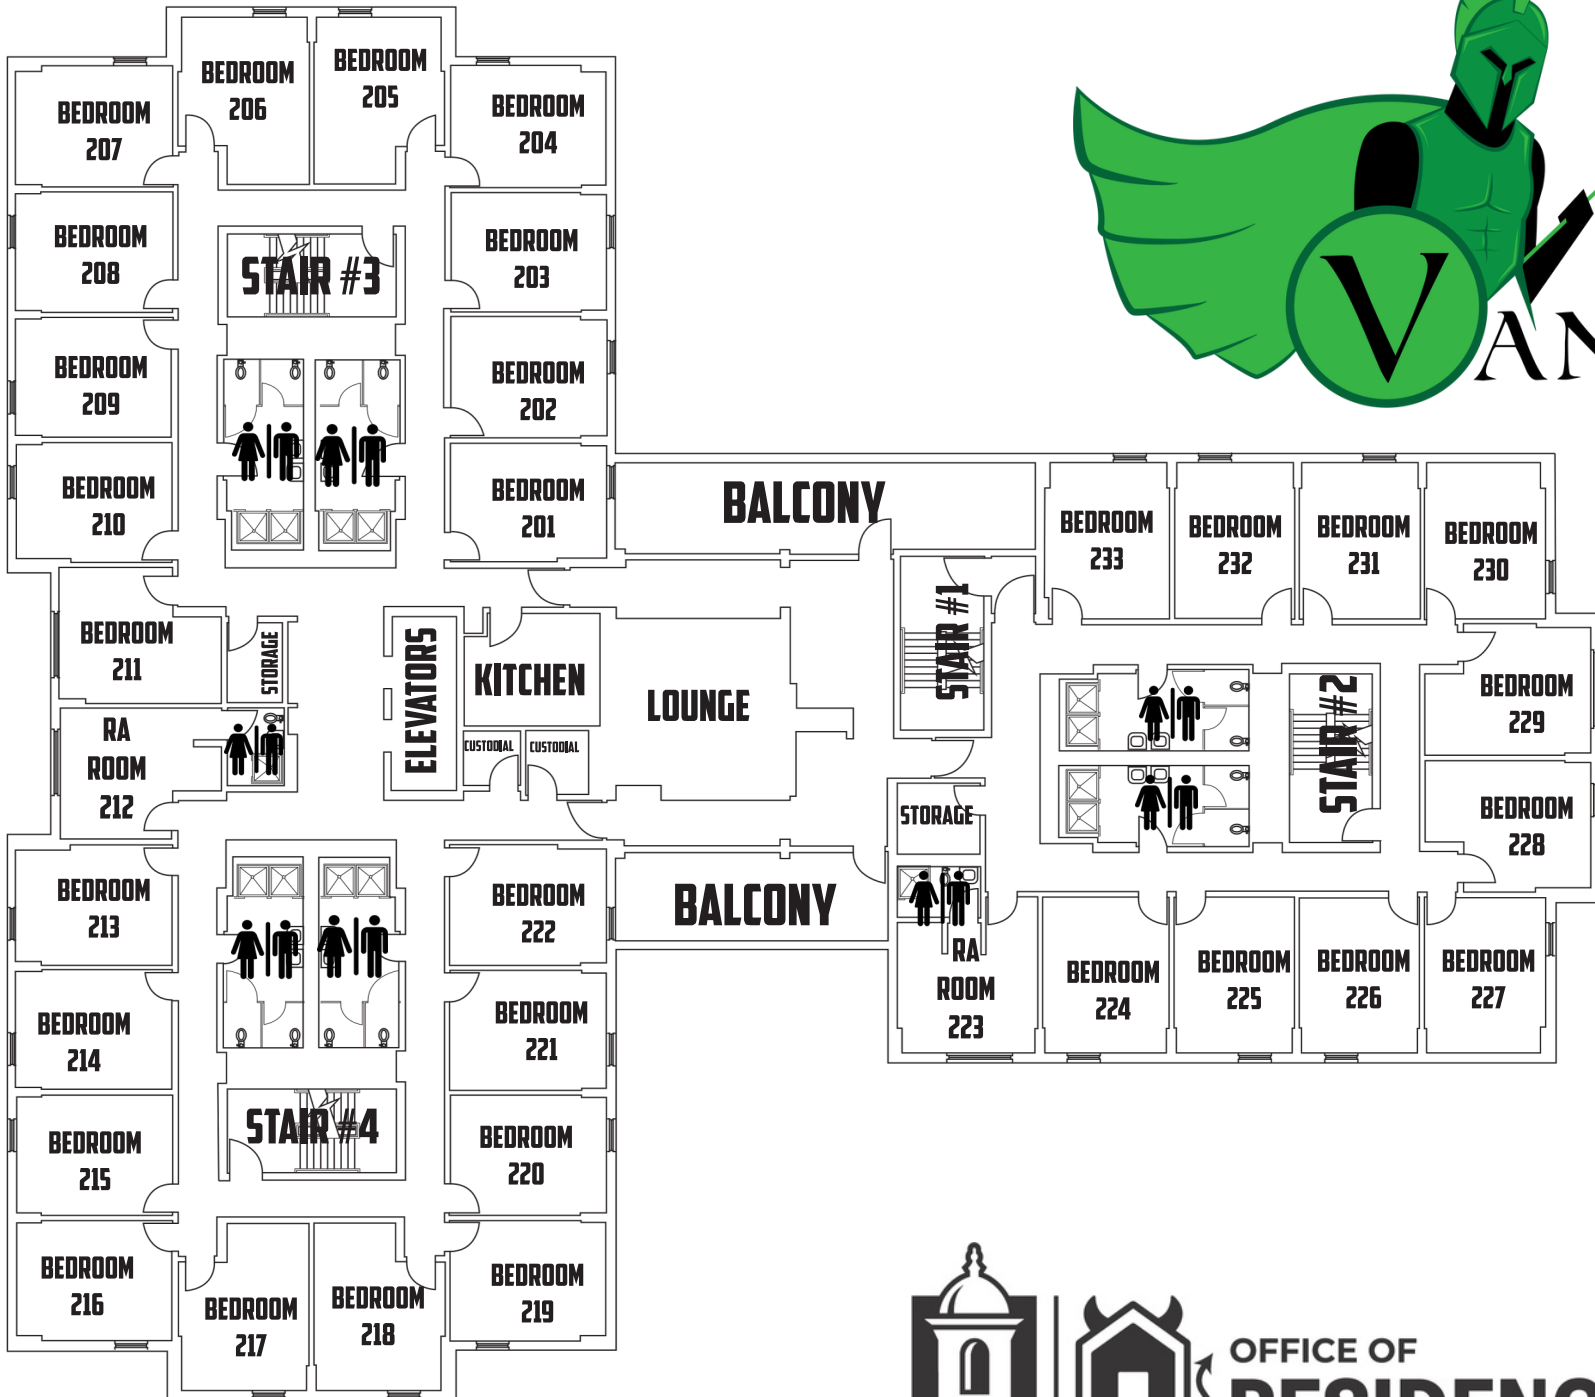 BEDROOM
206
BEDROOM
205
BEDROOM
207
BEDROOM
204
BEDROOM
208
STAIR #3
BEDROOM
203
BEDROOM
209
BEDROOM
202
BEDROOM
210
BEDROOM
201
BALCONY
BEDROOM
233
BEDROOM
232
BEDROOM
231
BEDROOM
230
BEDROOM
211
STORAGE
ELEVATORS
KITCHEN
LOUNGE
STAIR #1
STAIR #2
BEDROOM
229
RA
ROOM
212
CUSTODIAL
CUSTODIAL
STORAGE
BEDROOM
228
BEDROOM
213
BEDROOM
222
BALCONY
RA
ROOM
223
BEDROOM
224
BEDROOM
225
BEDROOM
226
BEDROOM
227
BEDROOM
214
BEDROOM
221
BEDROOM
215
STAIR #4
BEDROOM
220
BEDROOM
216
BEDROOM
217
BEDROOM
218
BEDROOM
219
VAN
OFFICE OF